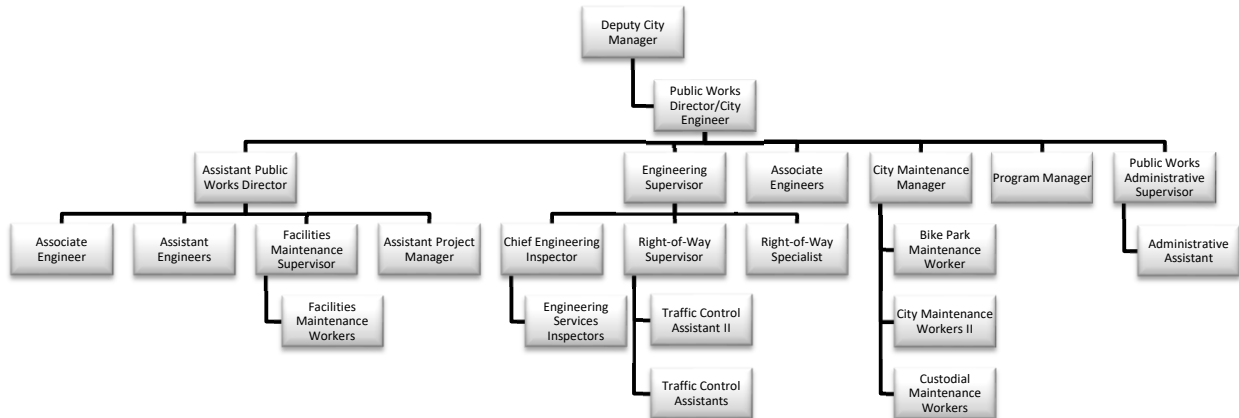 Deputy City
Manager
Public Works
Director/City
Engineer
Assistant Public
Works Director
Engineering
Supervisor
Associate
Engineers
City Maintenance
Manager
Program Manager
Public Works
Administrative
Supervisor
Associate
Engineer
Assistant
Engineers
Facilities
Maintenance
Supervisor
Assistant Project
Manager
Chief Engineering
Inspector
Right-of-Way
Supervisor
Right-of-Way
Specialist
Bike Park
Maintenance
Worker
Administrative
Assistant
Facilities
Maintenance
Workers
Engineering
Services
Inspectors
Traffic Control
Assistant II
City Maintenance
Workers II
Traffic Control
Assistants
Custodial
Maintenance
Workers